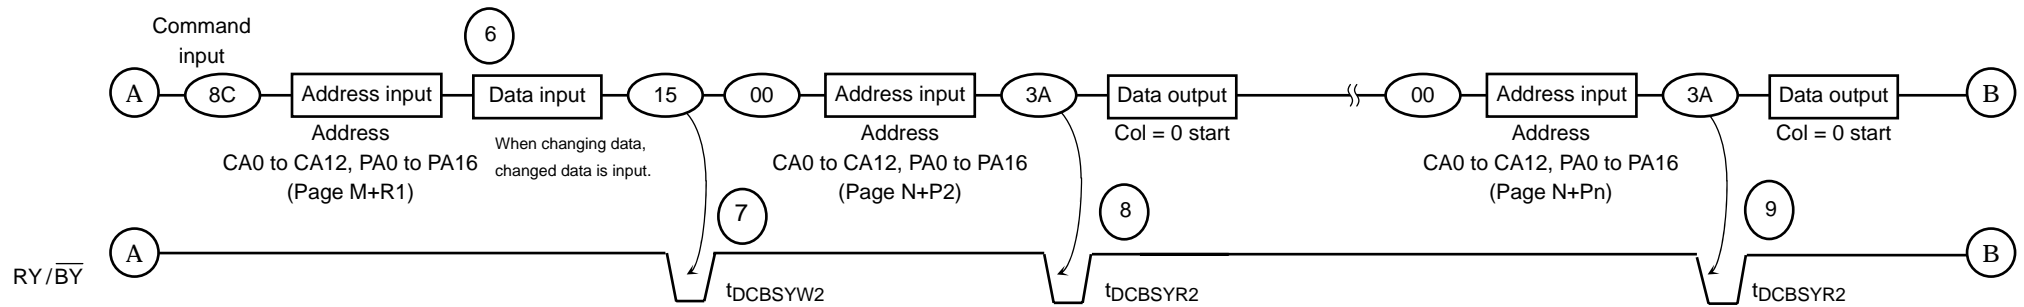 Command
input
6
A
8C
Address input
Data input
15
00
Address input
3A
Data output
00
Address input
3A
Data output
B
Address
CA0 to CA12, PA0 to PA16
(Page M+R1)
When changing data,
changed data is input.
Address
CA0 to CA12, PA0 to PA16
(Page N+P2)
Col = 0 start
Address
CA0 to CA12, PA0 to PA16
(Page N+Pn)
Col = 0 start
7
8
9
A
B
RY/BY
tDCBSYW2
tDCBSYR2
tDCBSYR2